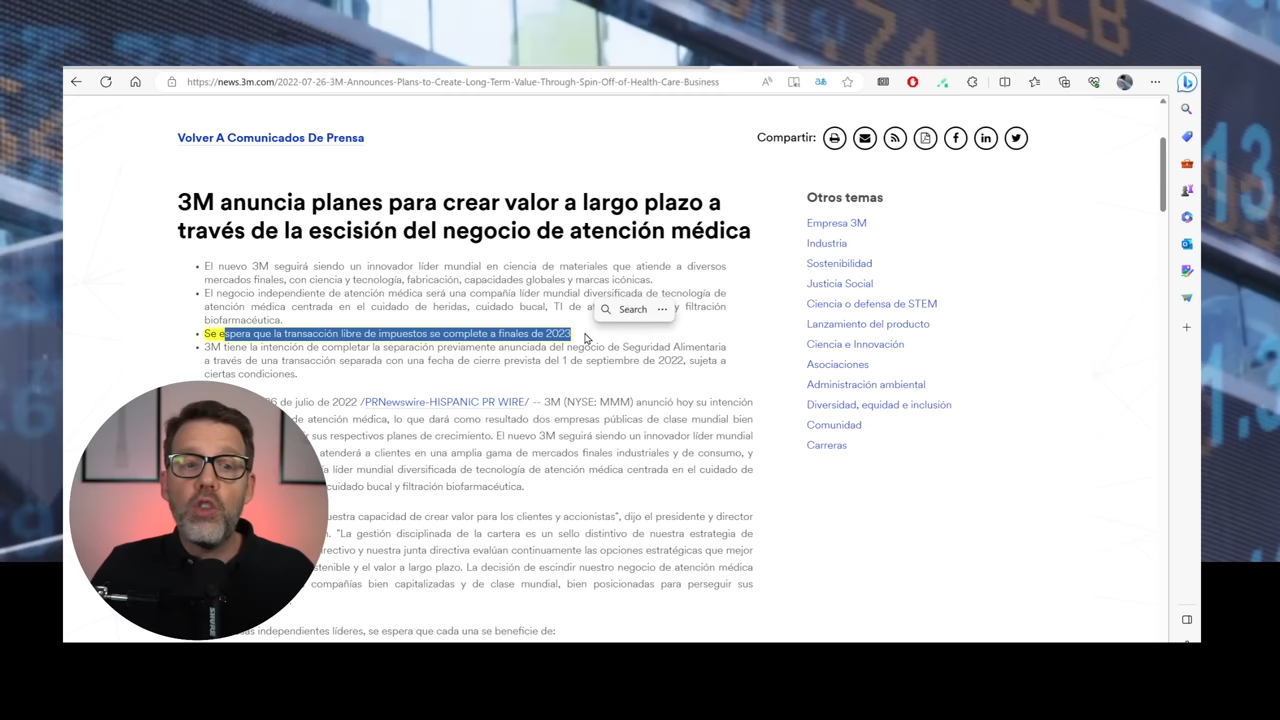 https://news.3m.com/2022-07-26-3M-Announces-Plans-to-Create-Long-Term-Value-Through-Spin-Off-of-Health-Care-Business
Volver A Comunicados De Prensa
Compartir:
3M anuncia planes para crear valor a largo plazo a
través de la escisión del negocio de atención médica
El nuevo 3M seguirá siendo un innovador líder mundial en ciencia de materiales que atiende a diversos
mercados finales, con ciencia y tecnología, fabricación, capacidades globales y marcas icónicas.
El negocio independiente de atención médica será una compañía líder mundial diversificada de tecnología de
atención médica centrada en el cuidado de heridas, cuidado bucal, TI de y filtración
biofarmacéutica.
Search
Se espera que la transacción libre de impuestos se complete a finales de 2023
3M tiene la intención de completar la separación previamente anunciada del negocio de Seguridad Alimentaria
a través de una transacción separada con una fecha de cierre prevista del 1 de septiembre de 2022, sujeta a
ciertas condiciones.
de julio de 2022 /PRNewswire-HISPANIC PR WIRE/ -- 3M (NYSE: MMM) anunció hoy su intención
de atención médica, lo que dará como resultado dos empresas públicas de clase mundial bien
sus respectivos planes de crecimiento. El nuevo 3M seguirá siendo un innovador líder mundial
atenderá a clientes en una amplia gama de mercados finales industriales y de consumo, y
líder mundial diversificada de tecnología de atención médica centrada en el cuidado de
cuidado bucal y filtración biofarmacéutica.
capacidad de crear valor para los clientes y accionistas", dijo el presidente y director
"La gestión disciplinada de la cartera es un sello distintivo de nuestra estrategia de
y nuestra junta directiva evalúan continuamente las opciones estratégicas que mejor
y el valor a largo plazo. La decisión de escindir nuestro negocio de atención médica
compañías bien capitalizadas y de clase mundial, bien posicionadas para perseguir sus
independientes líderes, se espera que cada una se beneficie de:
Otros temas
Empresa 3M
Industria
Sostenibilidad
Justicia Social
Ciencia o defensa de STEM
Lanzamiento del producto
Ciencia e Innovación
Asociaciones
Administración ambiental
Diversidad, equidad e inclusión
Comunidad
Carreras